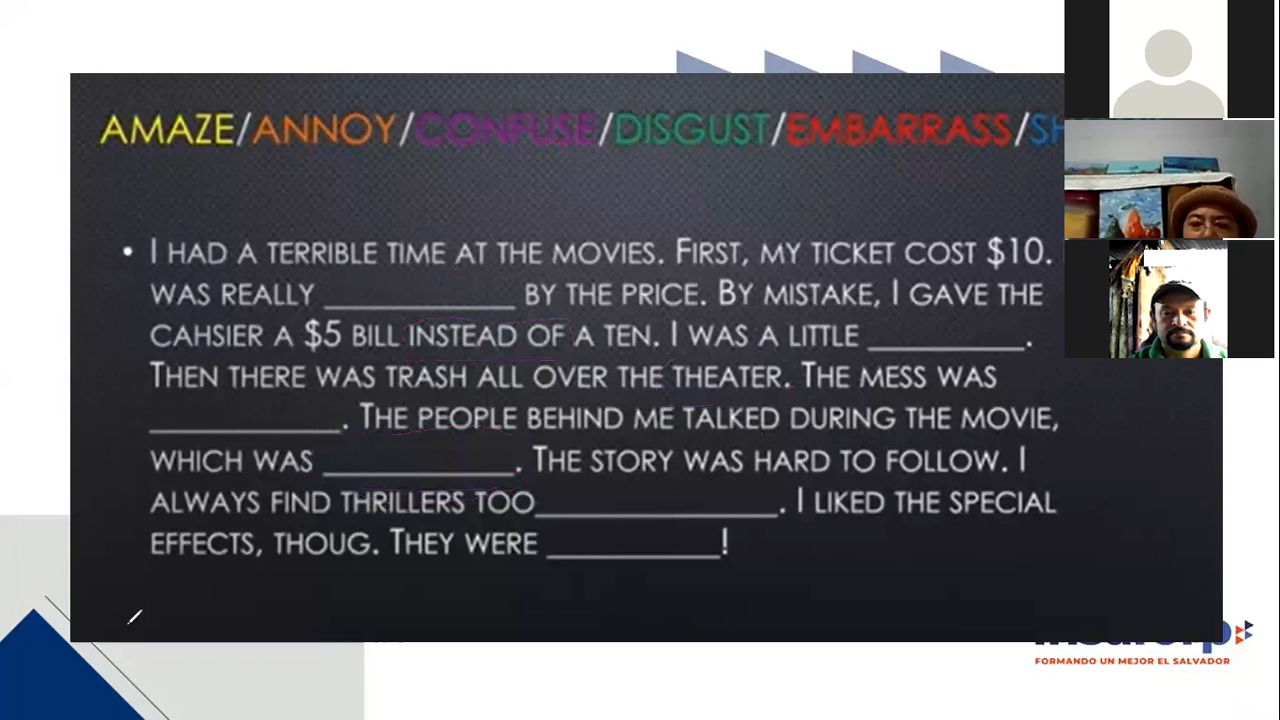 AMAZE/ANNOY/CONFUSE/DISGUST/EMBARRASS/SH
• I HAD A TERRIBLE TIME AT THE MOVIES. FIRST, MY TICKET COST $10.
WAS REALLY ____________ BY THE PRICE. BY MISTAKE, I GAVE THE
CAHSIER A $5 BILL INSTEAD OF A TEN. I WAS A LITTLE __________.
THEN THERE WAS TRASH ALL OVER THE THEATER. THE MESS WAS
____________. THE PEOPLE BEHIND ME TALKED DURING THE MOVIE,
WHICH WAS ____________. THE STORY WAS HARD TO FOLLOW. I
ALWAYS FIND THRILLERS TOO_______________. I LIKED THE SPECIAL
EFFECTS, THOUG. THEY WERE ___________!
FORMANDO UN MEJOR EL SALVADOR